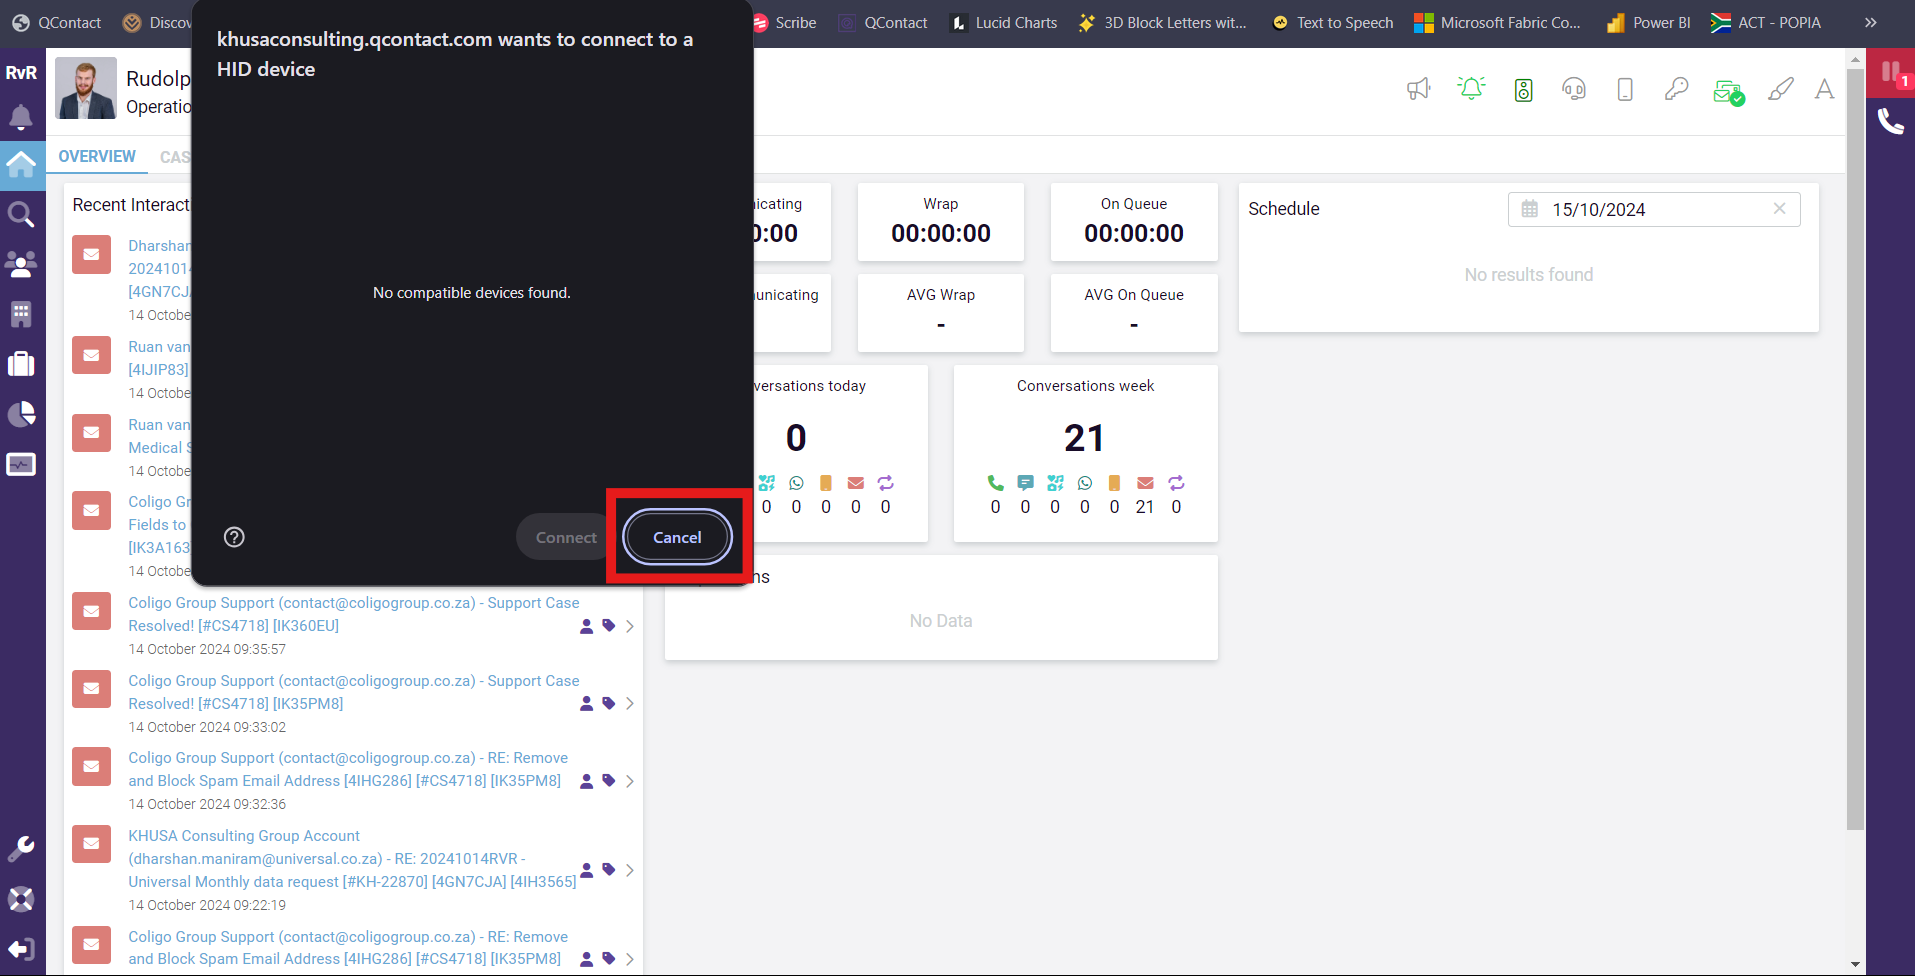 QContact
Discov
Scribe
QContact
Lucid Charts
3D Block Letters wit...
Text to Speech
Microsoft Fabric Co...
Power BI
ACT - POPIA
khusaconsulting.qcontact.com wants to connect to a
HID device
No compatible devices found.
Connect
Cancel
RvR
Rudolp
Operatio
1
OVERVIEW
CAS
Recent Interact
Dharshan
20241014
[4GN7CJ
14 Octobe
Ruan van
[4IJIP83]
14 Octobe
Ruan van
Medical S
14 Octobe
Coligo Gr
Fields to
[IK3A163
14 Octobe
Coligo Group Support (contact@coligogroup.co.za) - Support Case
Resolved! [#CS4718] [IK360EU]
14 October 2024 09:35:57
Coligo Group Support (contact@coligogroup.co.za) - Support Case
Resolved! [#CS4718] [IK35PM8]
14 October 2024 09:33:02
Coligo Group Support (contact@coligogroup.co.za) - RE: Remove
and Block Spam Email Address [4IHG286] [#CS4718] [IK35PM8]
14 October 2024 09:32:36
KHUSA Consulting Group Account
(dharshan.maniram@universal.co.za) - RE: 20241014RVR -
Universal Monthly data request [#KH-22870] [4GN7CJA] [4IH3565]
14 October 2024 09:22:19
Coligo Group Support (contact@coligogroup.co.za) - RE: Remove
and Block Spam Email Address [4IHG286] [#CS4718] [IK35PM8]
icating
0:00
Wrap
00:00:00
On Queue
00:00:00
unicating
AVG Wrap
-
AVG On Queue
-
versations today
0
0 0 0 0 0
Conversations week
21
0 0 0 0 0 21 0
ns
No Data
Schedule
15/10/2024
No results found